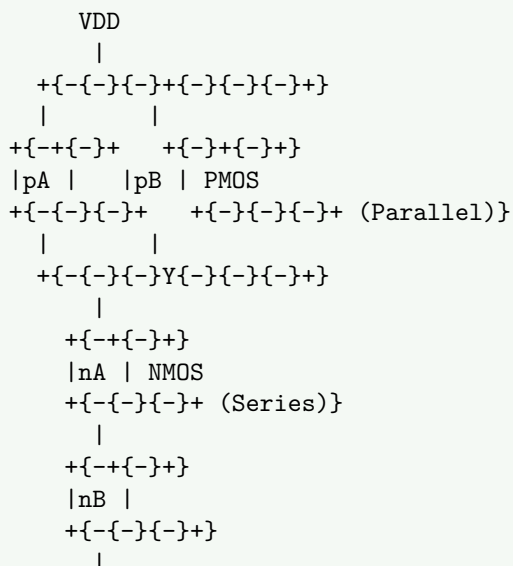 VDD
      |
  +{-{-}{-}+{-}{-}{-}+}
  |       |
+{-+{-}+   +{-}+{-}+}
|pA |   |pB | PMOS
+{-{-}{-}+   +{-}{-}{-}+ (Parallel)}
  |       |
  +{-{-}{-}Y{-}{-}{-}+}
      |
    +{-+{-}+}
    |nA | NMOS
    +{-{-}{-}+ (Series)}
      |
    +{-+{-}+}
    |nB |
    +{-{-}{-}+}
      |